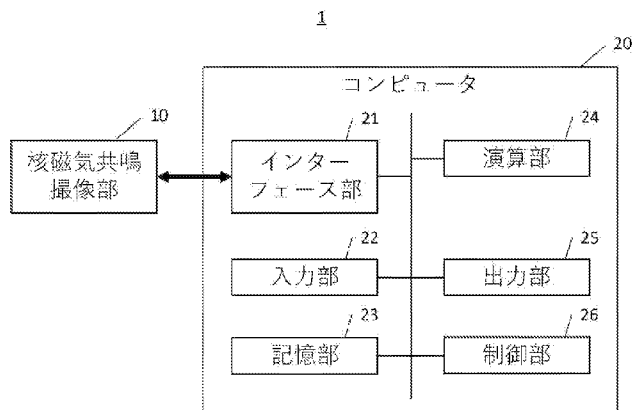 1
20
コンピュータ
10
21
24
核磁気共鳴
撮像部
インター
フェース部
演算部
22
25
入力部
出力部
23
26
記憶部
制御部